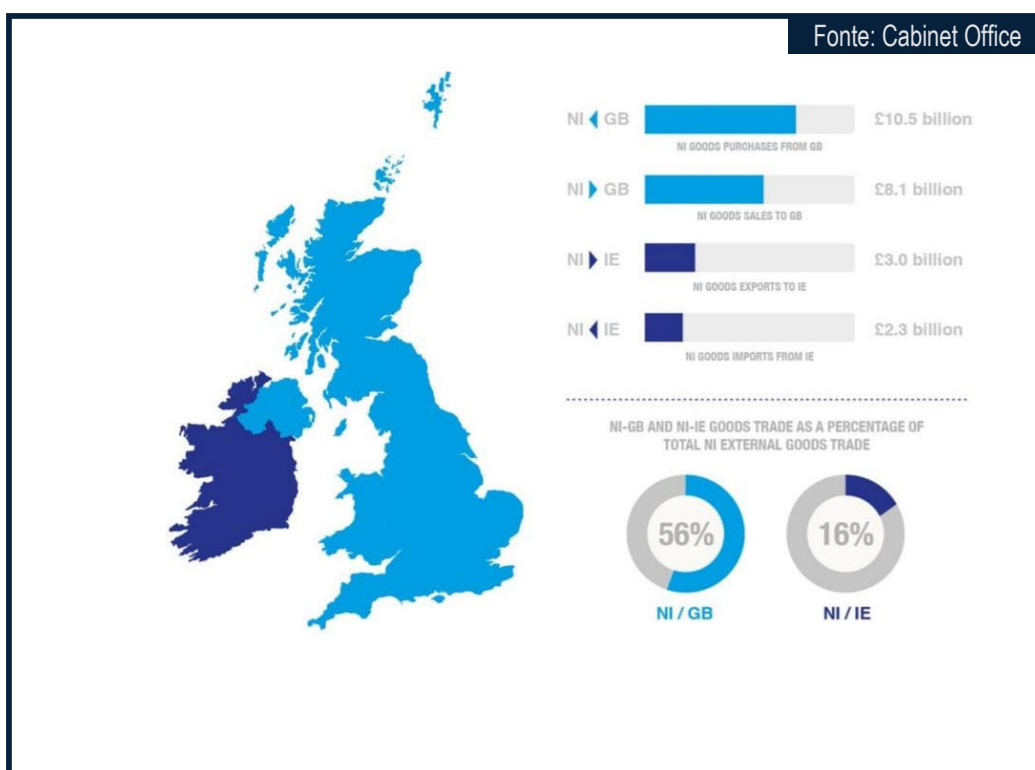 Fonte: Cabinet Office
NI GB £10.5 billion
NI GOODS PURCHASES FROM GB
NI GB £8.1 billion
NI GOODS SALES TO GB
NI IE £3.0 billion
NI GOODS EXPORTS TO IE
NI IE £2.3 billion
NI GOODS IMPORTS FROM IE
NI-GB AND NI-IE GOODS TRADE AS A PERCENTAGE OF
TOTAL NI EXTERNAL GOODS TRADE
56% 16%
NI / GB NI / IE